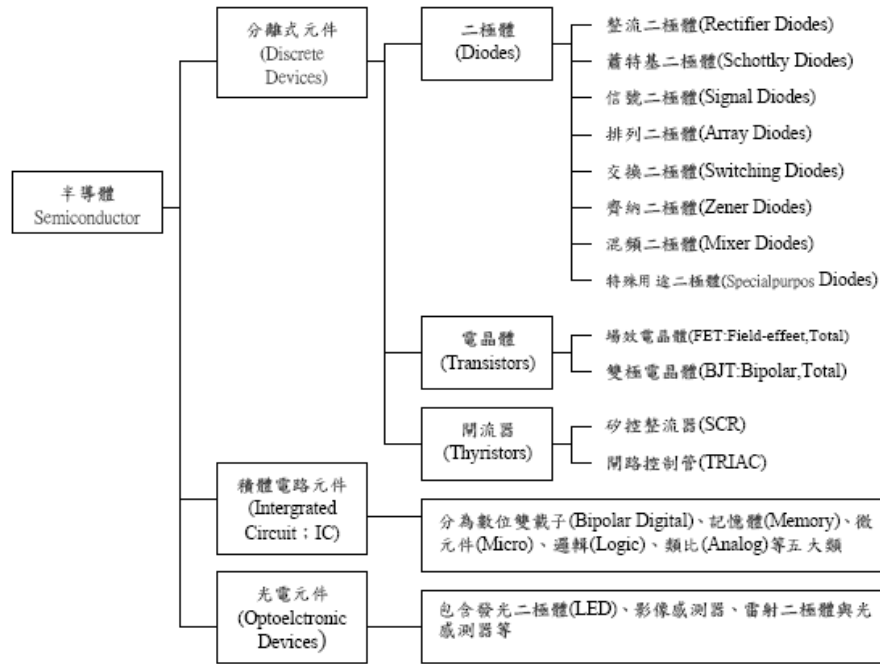 半導體
Semiconductor
分離式元件
(Discrete
Devices)
二極體
(Diodes)
整流二極體(Rectifier Diodes)
蕭特基二極體(Schottky Diodes)
信號二極體(Signal Diodes)
排列二極體(Array Diodes)
交換二極體(Switching Diodes)
齊納二極體(Zener Diodes)
混頻二極體(Mixer Diodes)
特殊用途二極體(Specialpurpos Diodes)
電晶體
(Transistors)
場效電晶體(FET:Field-effeet,Total)
雙極電晶體(BJT:Bipolar,Total)
閘流器
(Thyristors)
矽控整流器(SCR)
閘路控制管(TRIAC)
積體電路元件
(Intergrated
Circuit；IC)
分為數位雙載子(Bipolar Digital)、記憶體(Memory)、微
元件(Micro)、邏輯(Logic)、類比(Analog)等五大類
光電元件
(Optoelctronic
Devices)
包含發光二極體(LED)、影像感測器、雷射二極體與光
感測器等